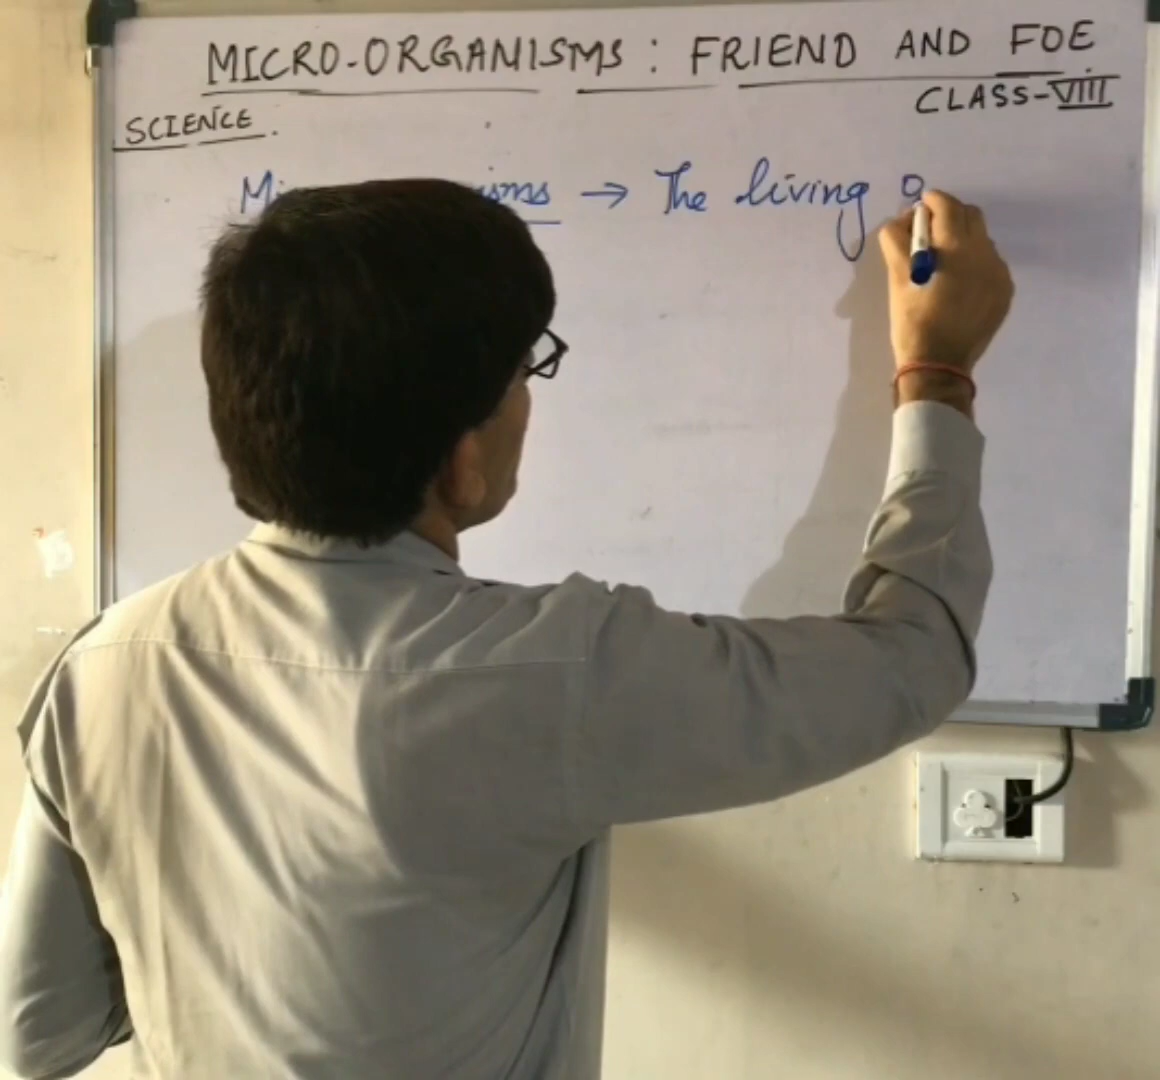 MICRO-ORGANISMS : FRIEND AND FOE
CLASS-VIII
SCIENCE.
→ The living